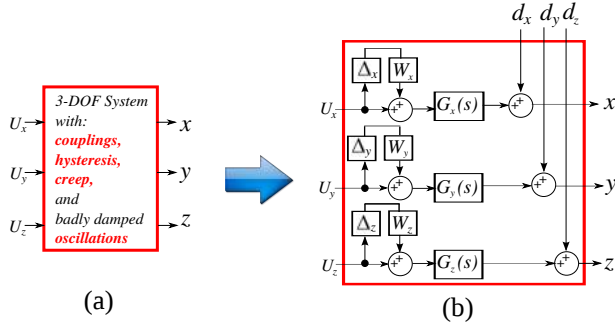 3-DOF System
with:
couplings,
hysteresis,
creep,
and
badly damped
oscillations
U_x
U_y
U_z
x
y
z
(a)
d_x d_y d_z
Δ_x W_x
U_x ++ G_x(s) ++ x
Δ_y W_y
U_y ++ G_y(s) ++ y
Δ_z W_z
U_z ++ G_z(s) ++ z
(b)